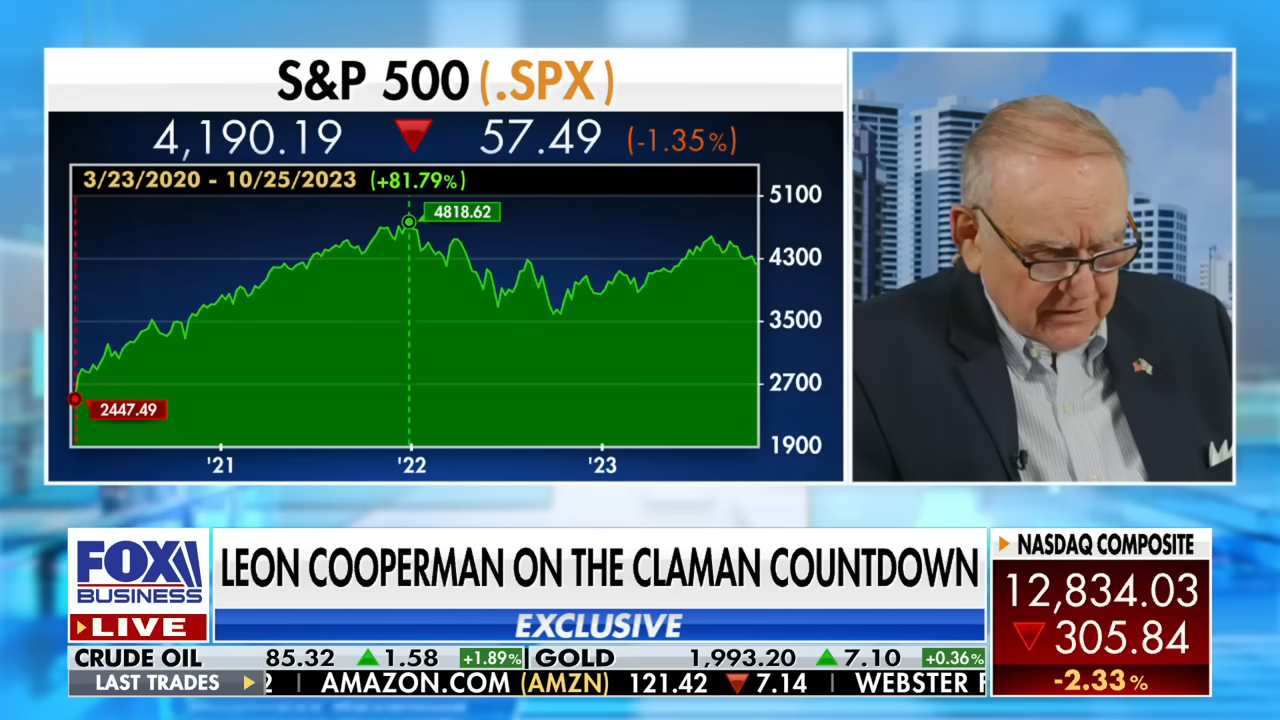 S&P 500 (.SPX)
4,190.19 ▼ 57.49 (-1.35%)
3/23/2020 - 10/25/2023 (+81.79%)
5100
4818.62
4300
3500
2700
2447.49
1900
'21 '22 '23
FOX
BUSINESS
LIVE
LEON COOPERMAN ON THE CLAMAN COUNTDOWN
EXCLUSIVE
NASDAQ COMPOSITE
12,834.03
▼ 305.84
-2.33%
CRUDE OIL 85.32 ▲ 1.58 +1.89% GOLD 1,993.20 ▲ 7.10 +0.36%
LAST TRADES 2 | AMAZON.COM (AMZN) 121.42 ▼ 7.14 | WEBSTER F